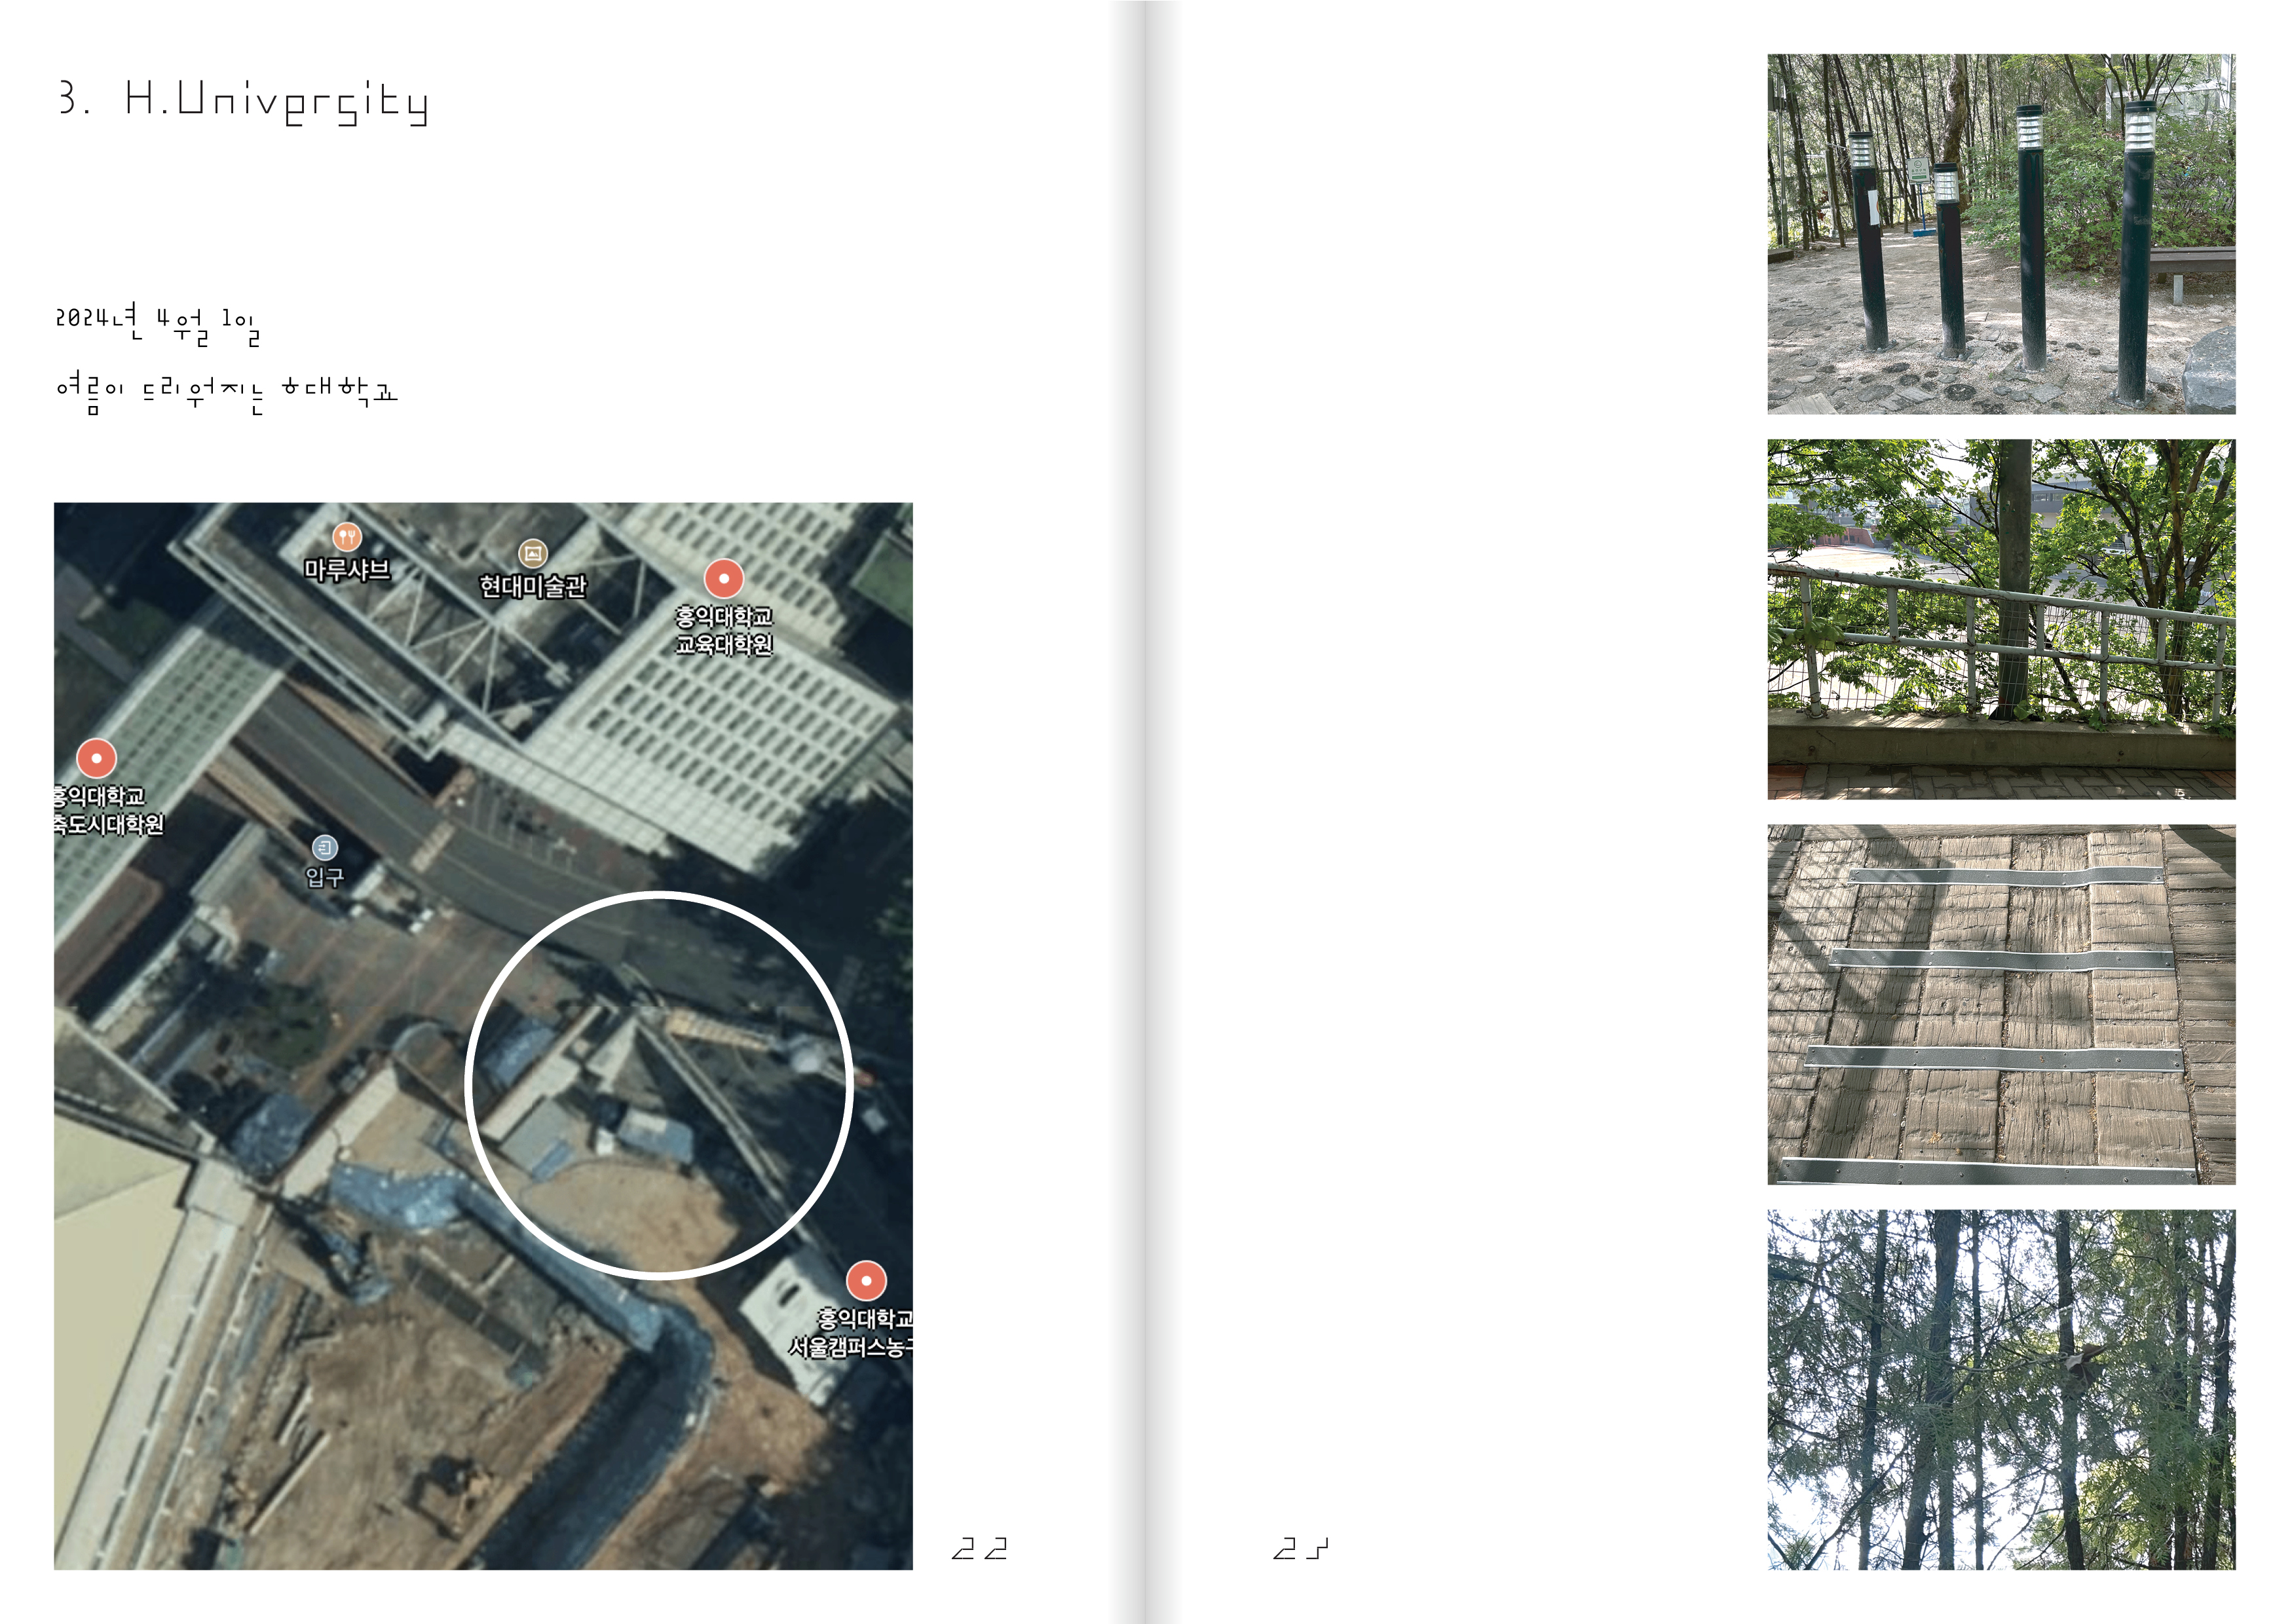 3. H.University
2024년 4월 1일
여름이 드리워지는 ㅎ대학교
마루샤브
현대미술관
홍익대학교
교육대학원
홍익대학교
축도시대학원
입구
홍익대학교
서울캠퍼스농구
22